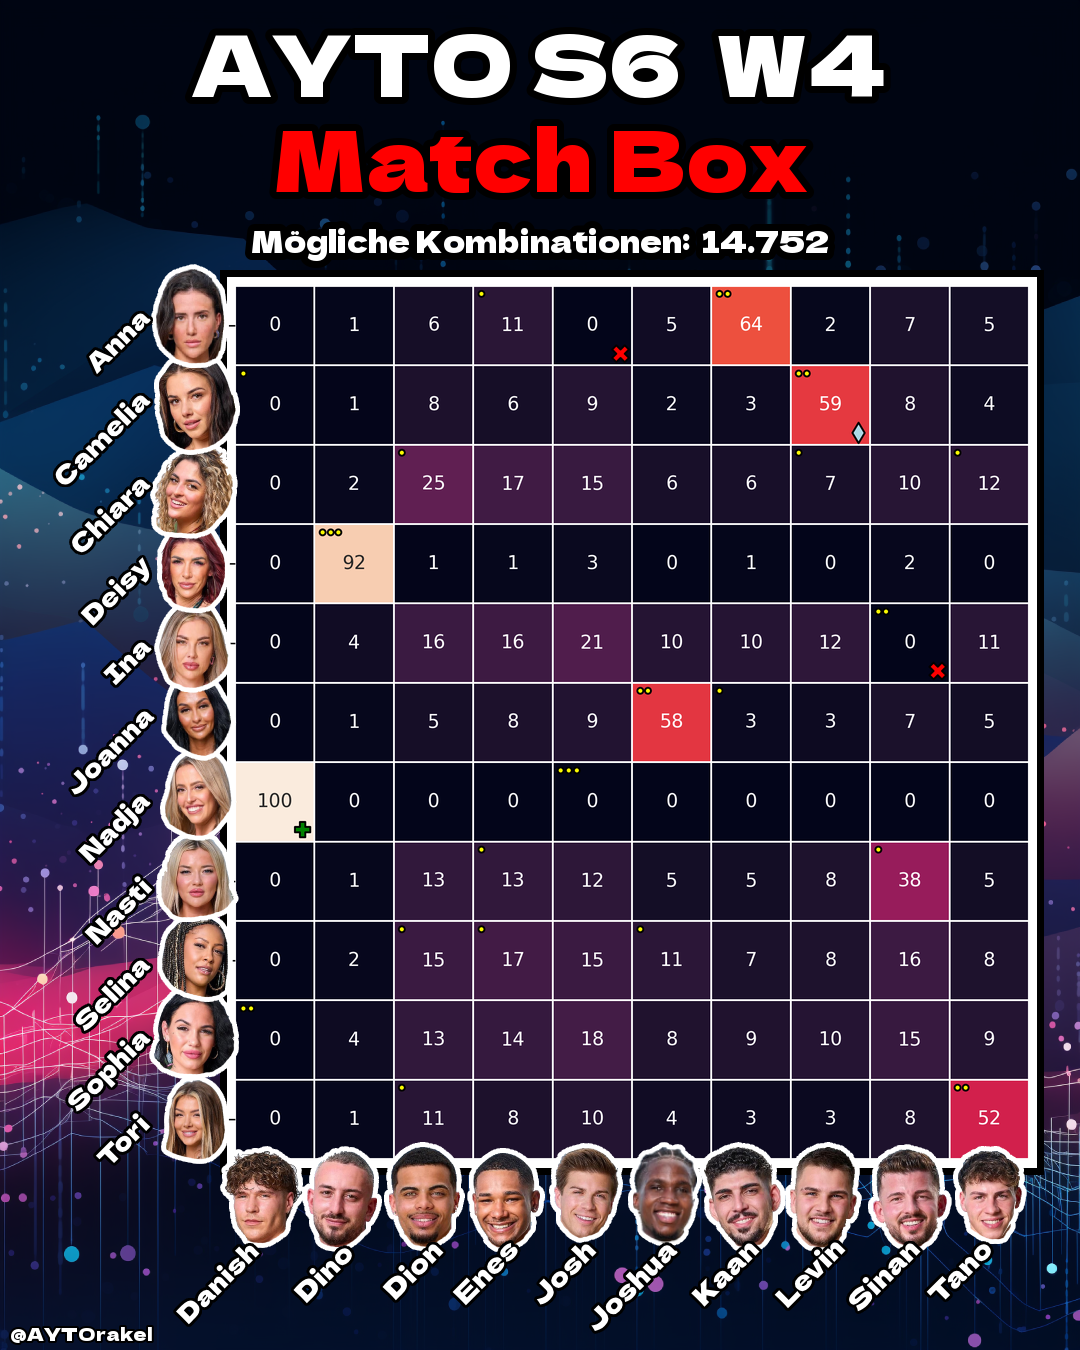 AYTO S6 W4
Match Box
Mögliche Kombinationen: 14.752
Anna 0 1 6 11 0 5 64 2 7 5
Camelia 0 1 8 6 9 2 3 59 8 4
Chiara 0 2 25 17 15 6 6 7 10 12
Deisy 0 92 1 1 3 0 1 0 2 0
Ina 0 4 16 16 21 10 10 12 0 11
Joanna 0 1 5 8 9 58 3 3 7 5
Nadja 100 0 0 0 0 0 0 0 0 0
Nasti 0 1 13 13 12 5 5 8 38 5
Selina 0 2 15 17 15 11 7 8 16 8
Sophia 0 4 13 14 18 8 9 10 15 9
Tori 0 1 11 8 10 4 3 3 8 52
Danish Dino Dion Enes Josh Joshua Kaan Levin Sinan Tano
@AYTOrakel